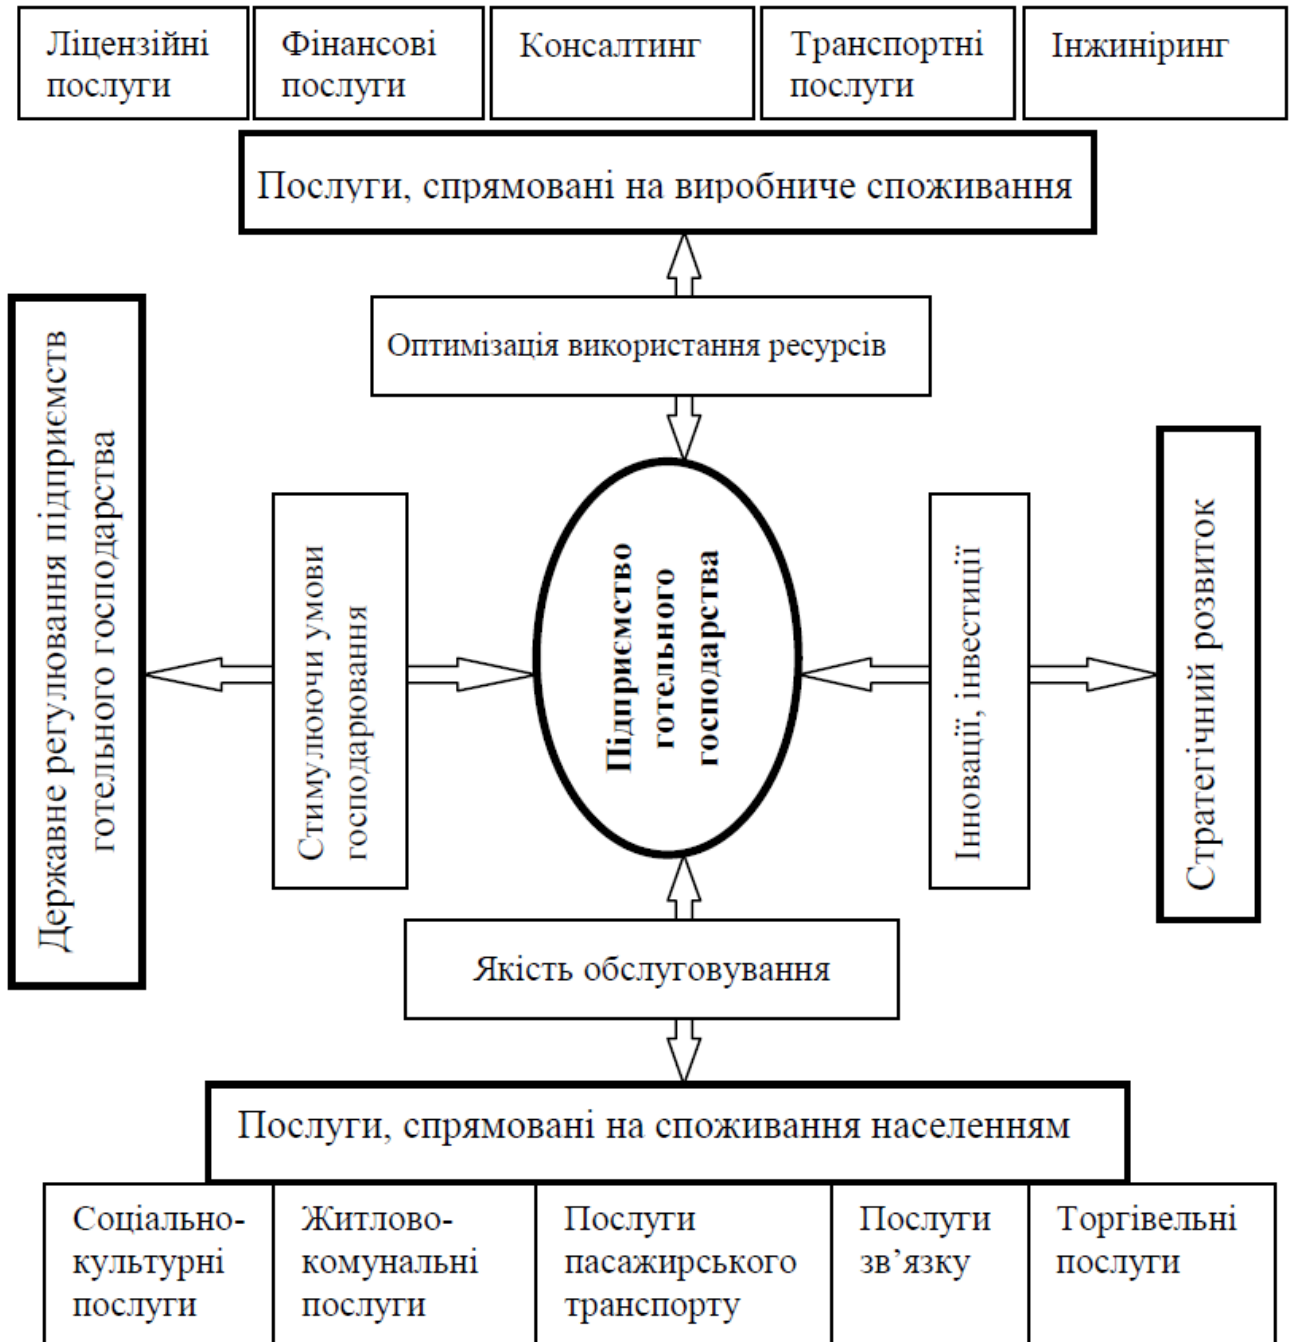 Ліцензійні
послуги
Фінансові
послуги
Консалтинг
Транспортні
послуги
Інжиніринг
Послуги, спрямовані на виробниче споживання
Оптимізація використання ресурсів
Державне регулювання підприємств
готельного господарства
Стимулюючи умови
господарювання
Підприємство
готельного
господарства
Інновації, інвестиції
Стратегічний розвиток
Якість обслуговування
Послуги, спрямовані на споживання населенням
Соціально-
культурні
послуги
Житлово-
комунальні
послуги
Послуги
пасажирського
транспорту
Послуги
зв’язку
Торгівельні
послуги